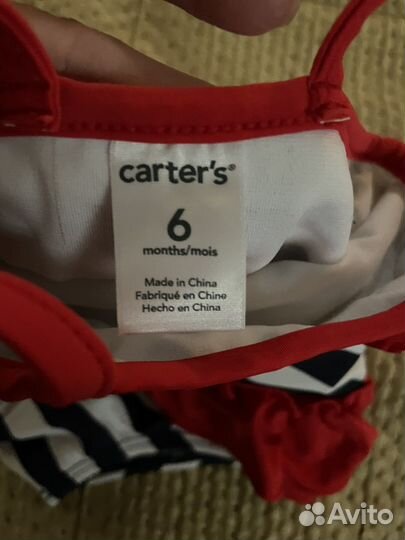 carter's®
6
months/mois
Made in China
Fabriqué en Chine
Hecho en China
Avito